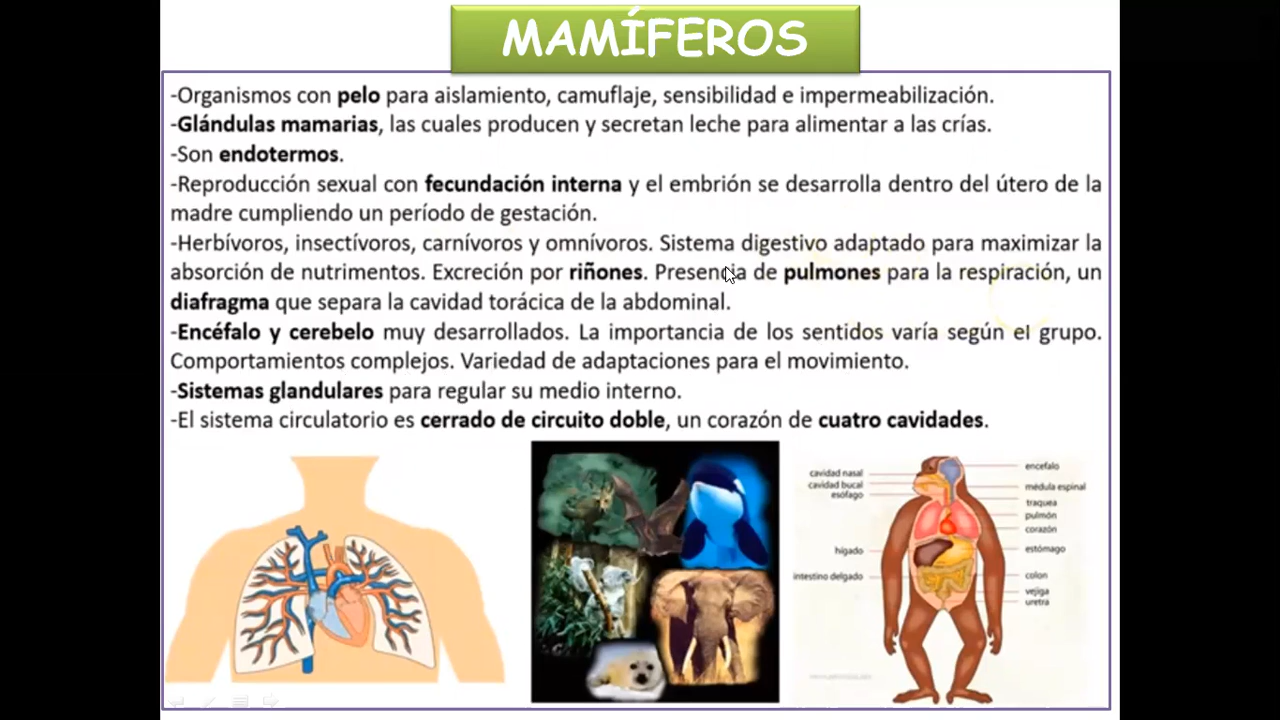 MAMÍFEROS
-Organismos con pelo para aislamiento, camuflaje, sensibilidad e impermeabilización.
-Glándulas mamarias, las cuales producen y secretan leche para alimentar a las crías.
-Son endotermos.
-Reproducción sexual con fecundación interna y el embrión se desarrolla dentro del útero de la
madre cumpliendo un período de gestación.
-Herbívoros, insectívoros, carnívoros y omnívoros. Sistema digestivo adaptado para maximizar la
absorción de nutrimentos. Excreción por riñones. Presencia de pulmones para la respiración, un
diafragma que separa la cavidad torácica de la abdominal.
-Encéfalo y cerebelo muy desarrollados. La importancia de los sentidos varía según el grupo.
Comportamientos complejos. Variedad de adaptaciones para el movimiento.
-Sistemas glandulares para regular su medio interno.
-El sistema circulatorio es cerrado de circuito doble, un corazón de cuatro cavidades.
cavidad nasal
cavidad bucal
esófago
hígado
intestino delgado
encefalo
médula espinal
traquea
pulmón
corazón
estómago
colon
vejiga
uretra